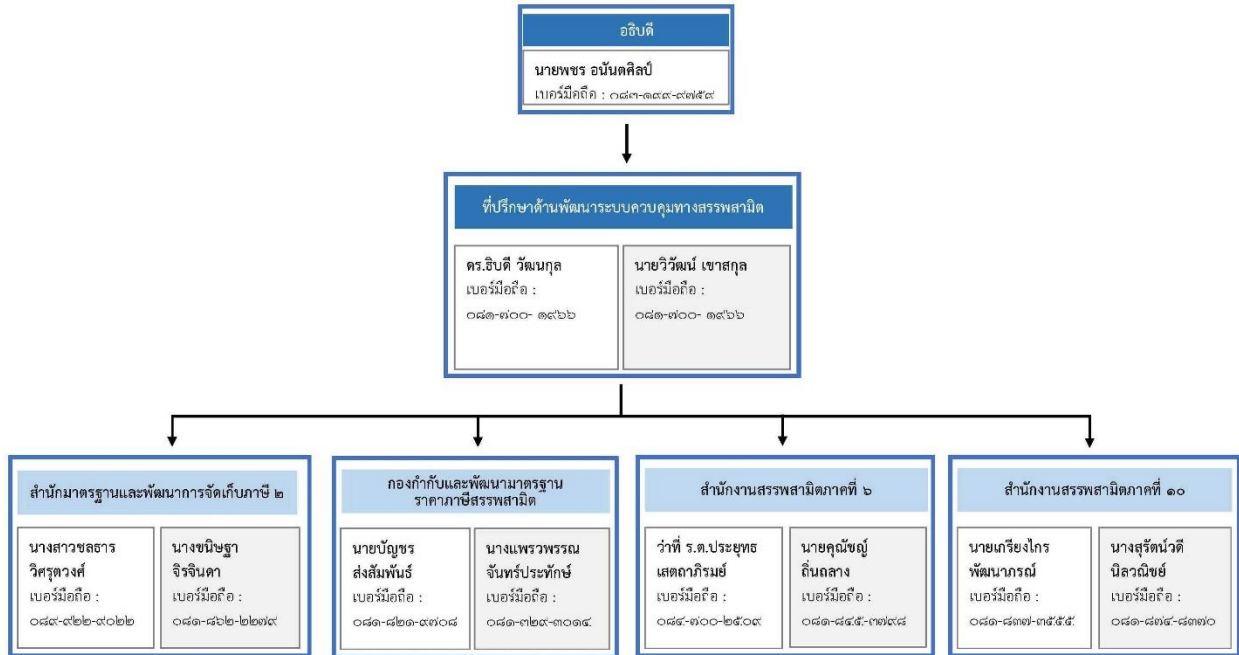 อธิบดี
นายพชร อนันตศิลป์
เบอร์มือถือ : ๐๘๓-๑๙๙-๙๗๕๙
ที่ปรึกษาด้านพัฒนาระบบควบคุมทางสรรพสามิต
ดร.ธิบดี วัฒนกุล
เบอร์มือถือ :
๐๘๑-๗๐๐- ๑๙๖๖
นายวิวัฒน์ เขาสกุล
เบอร์มือถือ :
๐๘๑-๗๐๐- ๑๙๖๖
สำนักมาตรฐานและพัฒนาการจัดเก็บภาษี ๒
นางสาวชลธาร
วิศรุตวงศ์
เบอร์มือถือ :
๐๘๙-๙๒๒-๙๐๒๒
นางขนิษฐา
จิรจินดา
เบอร์มือถือ :
๐๘๑-๘๖๒-๒๒๗๙
กองกำกับและพัฒนามาตรฐาน
ราคาภาษีสรรพสามิต
นายบัญชร
ส่งสัมพันธ์
เบอร์มือถือ :
๐๘๑-๘๒๑-๙๗๐๘
นางแพรวพรรณ
จันทร์ประทักษ์
เบอร์มือถือ :
๐๘๑-๓๒๙-๓๐๑๔
สำนักงานสรรพสามิตภาคที่ ๖
ว่าที่ ร.ต.ประยุทธ
เสตถาภิรมย์
เบอร์มือถือ :
๐๘๔-๗๐๐-๒๕๐๙
นายคุณัชญ์
ถิ่นถลาง
เบอร์มือถือ :
๐๘๑-๘๔๕-๓๗๙๘
สำนักงานสรรพสามิตภาคที่ ๑๐
นายเกรียงไกร
พัฒนาภรณ์
เบอร์มือถือ :
๐๘๑-๘๓๗-๓๕๕๕
นางสุรัตน์วดี
นิลวณิชย์
เบอร์มือถือ :
๐๘๑-๘๗๔-๘๓๗๐